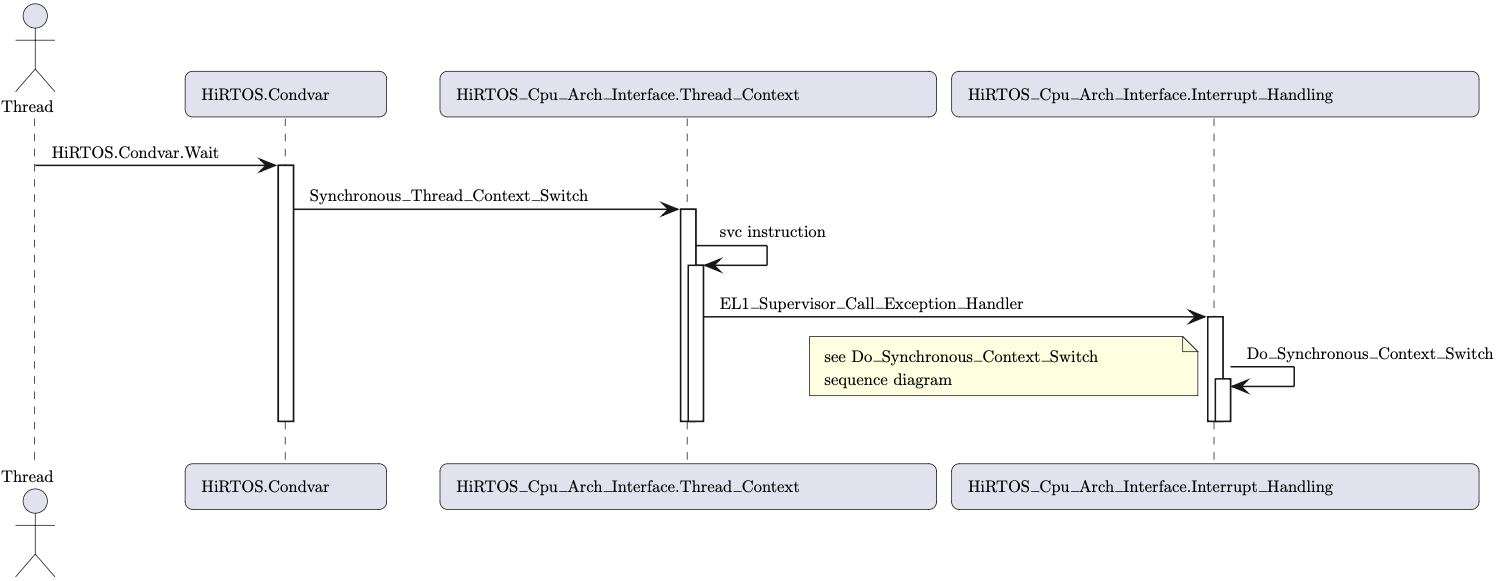 Thread
HiRTOS.Condvar
HiRTOS_Cpu_Arch_Interface.Thread_Context
HiRTOS_Cpu_Arch_Interface.Interrupt_Handling
HiRTOS.Condvar.Wait
Synchronous_Thread_Context_Switch
svc instruction
EL1_Supervisor_Call_Exception_Handler
see Do_Synchronous_Context_Switch
sequence diagram
Do_Synchronous_Context_Switch
Thread
HiRTOS.Condvar
HiRTOS_Cpu_Arch_Interface.Thread_Context
HiRTOS_Cpu_Arch_Interface.Interrupt_Handling